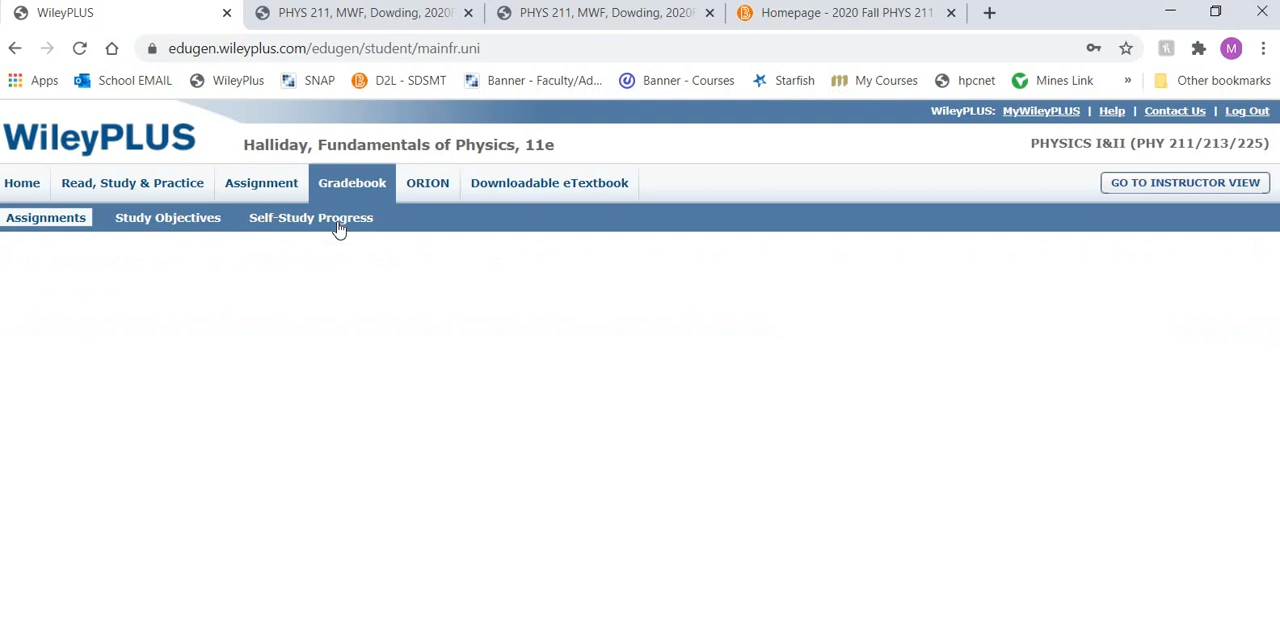 WileyPLUS
PHYS 211, MWF, Dowding, 2020F
PHYS 211, MWF, Dowding, 2020F
Homepage - 2020 Fall PHYS 211
edugen.wileyplus.com/edugen/student/mainfr.uni
M
Apps
School EMAIL
WileyPlus
SNAP
D2L - SDSMT
Banner - Faculty/Ad...
Banner - Courses
Starfish
My Courses
hpcnet
Mines Link
»
Other bookmarks
WileyPLUS: MyWileyPLUS | Help | Contact Us | Log Out
WileyPLUS
Halliday, Fundamentals of Physics, 11e
PHYSICS I&II (PHY 211/213/225)
Home
Read, Study & Practice
Assignment
Gradebook
ORION
Downloadable eTextbook
GO TO INSTRUCTOR VIEW
Assignments
Study Objectives
Self-Study Progress